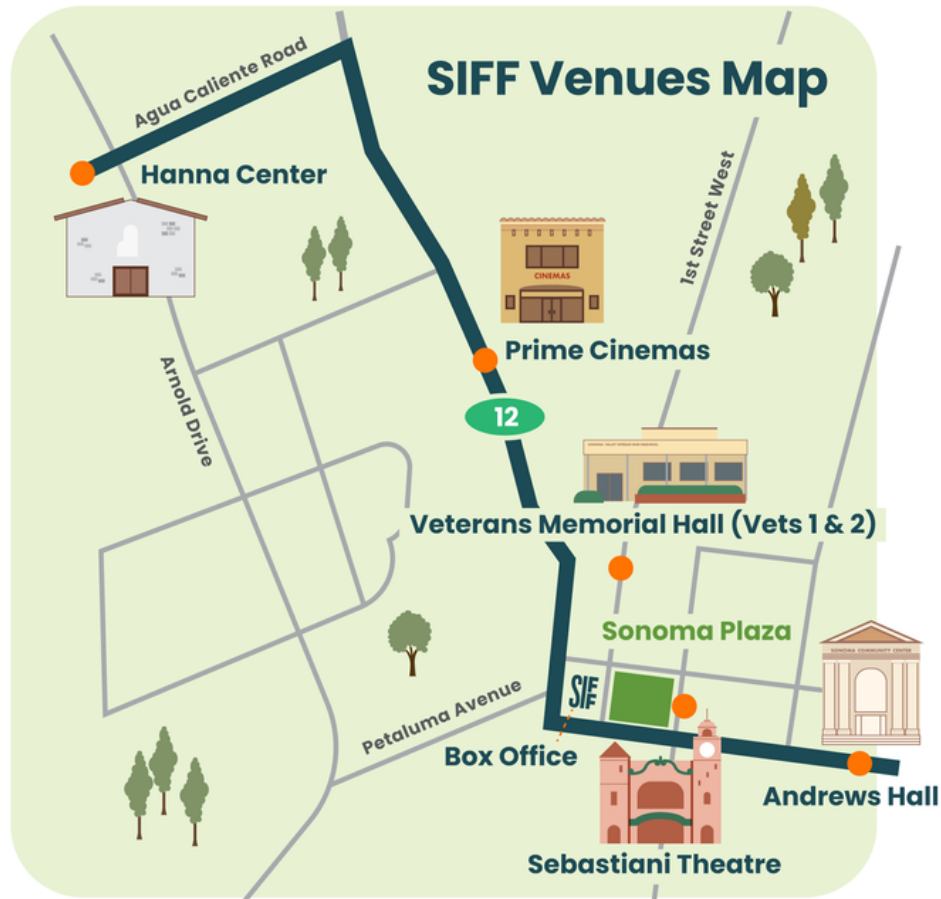 SIFF Venues Map
Agua Caliente Road
Hanna Center
1st Street West
CINEMAS
Prime Cinemas
Arnold Drive
12
Veterans Memorial Hall (Vets 1 & 2)
Sonoma Plaza
SONOMA COMMUNITY CENTER
SIFF
Petaluma Avenue
Box Office
Andrews Hall
Sebastiani Theatre